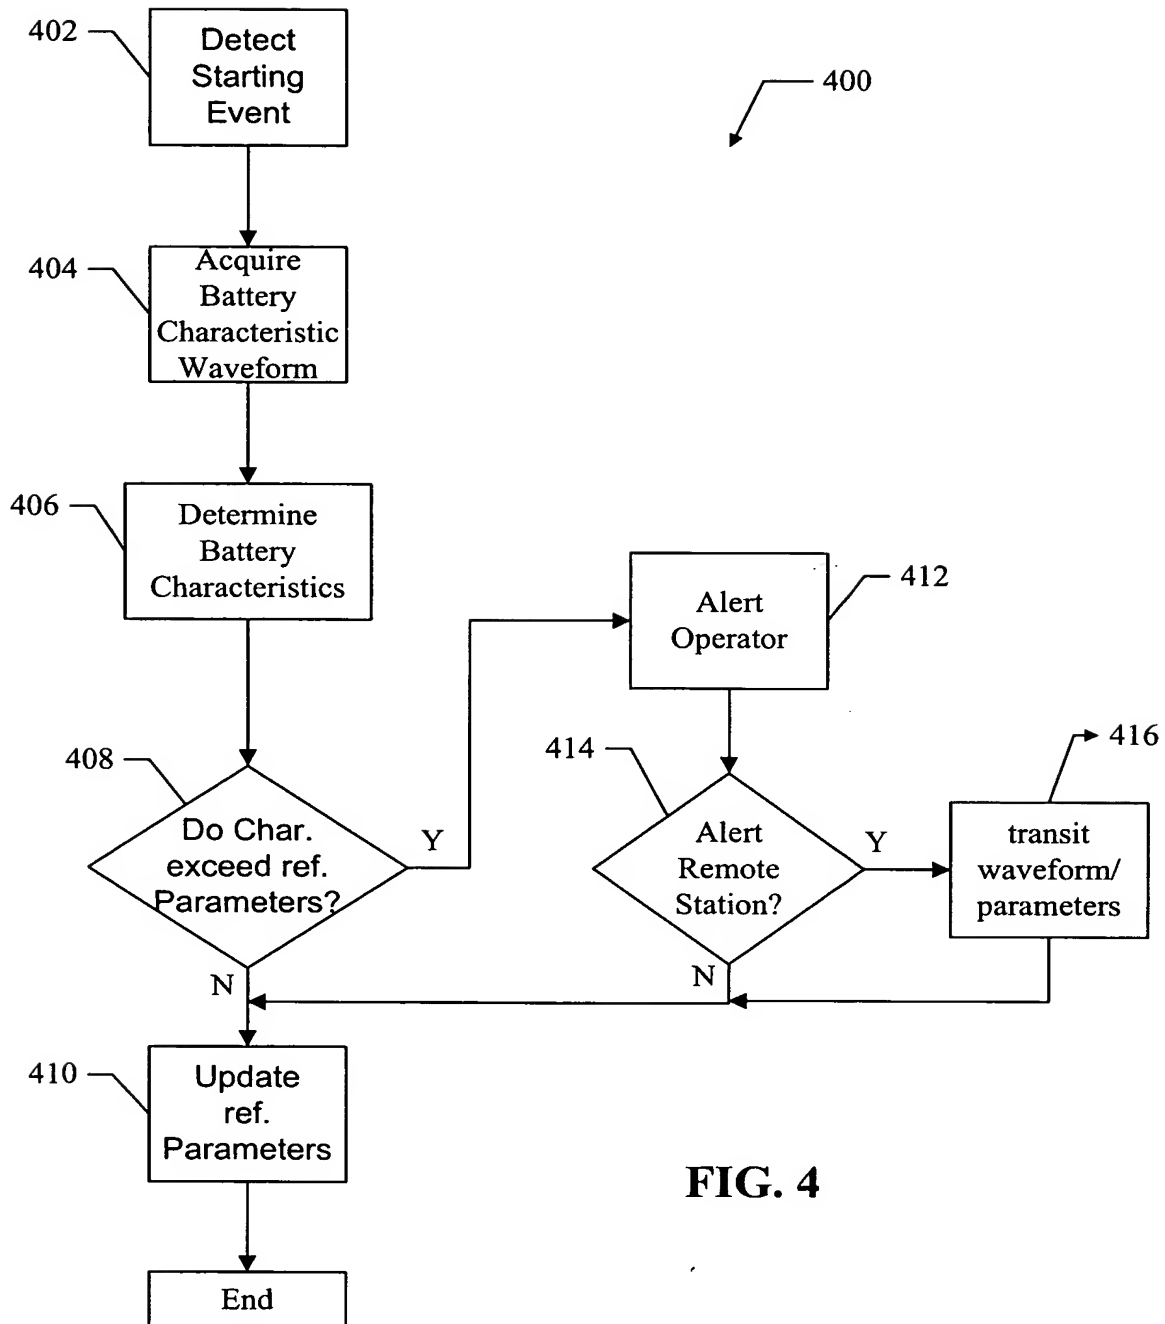 402
Detect
Starting
Event
400
404
Acquire
Battery
Characteristic
Waveform
406
Determine
Battery
Characteristics
412
Alert
Operator
408
Do Char.
exceed ref.
Parameters?
Y
N
414
Alert
Remote
Station?
Y
N
416
transit
waveform/
parameters
410
Update
ref.
Parameters
End
FIG. 4